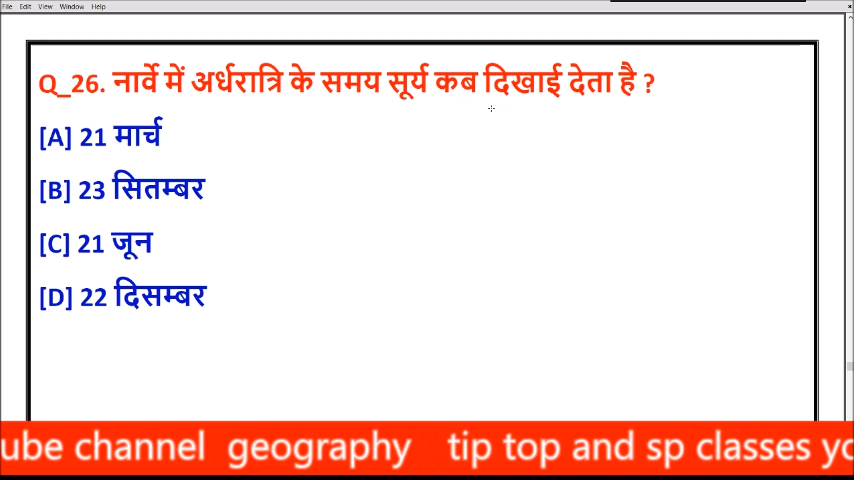 File Edit View Window Help
Q_26. नार्वे में अर्धरात्रि के समय सूर्य कब दिखाई देता है ?
[A] 21 मार्च
[B] 23 सितम्बर
[C] 21 जून
[D] 22 दिसम्बर
ube channel geography tip top and sp classes yo